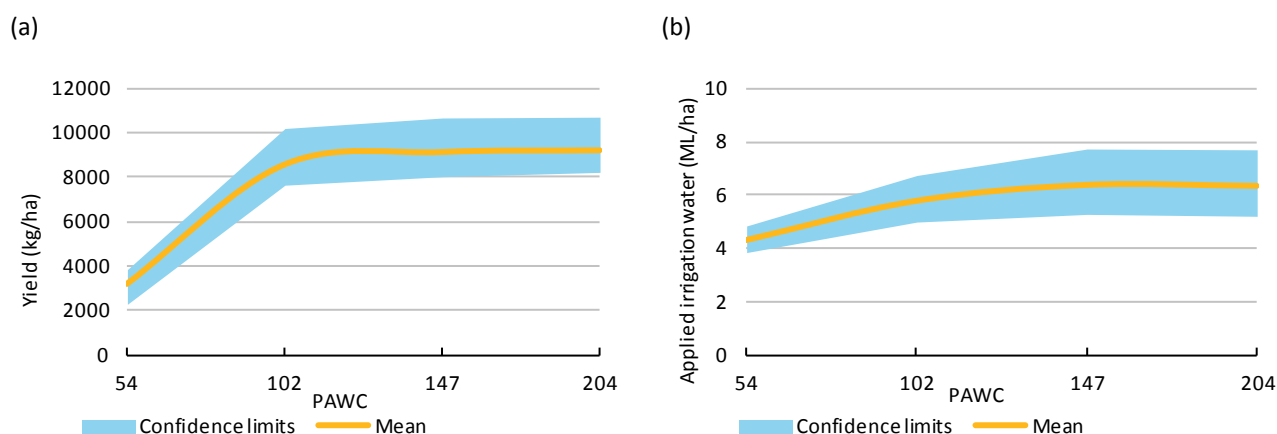 (a)
(b)
Yield (kg/ha)
12000
10000
8000
6000
4000
2000
0
54 102 147 204
PAWC
Confidence limits Mean
Applied irrigation water (ML/ha)
10
8
6
4
2
0
54 102 147 204
PAWC
Confidence limits Mean